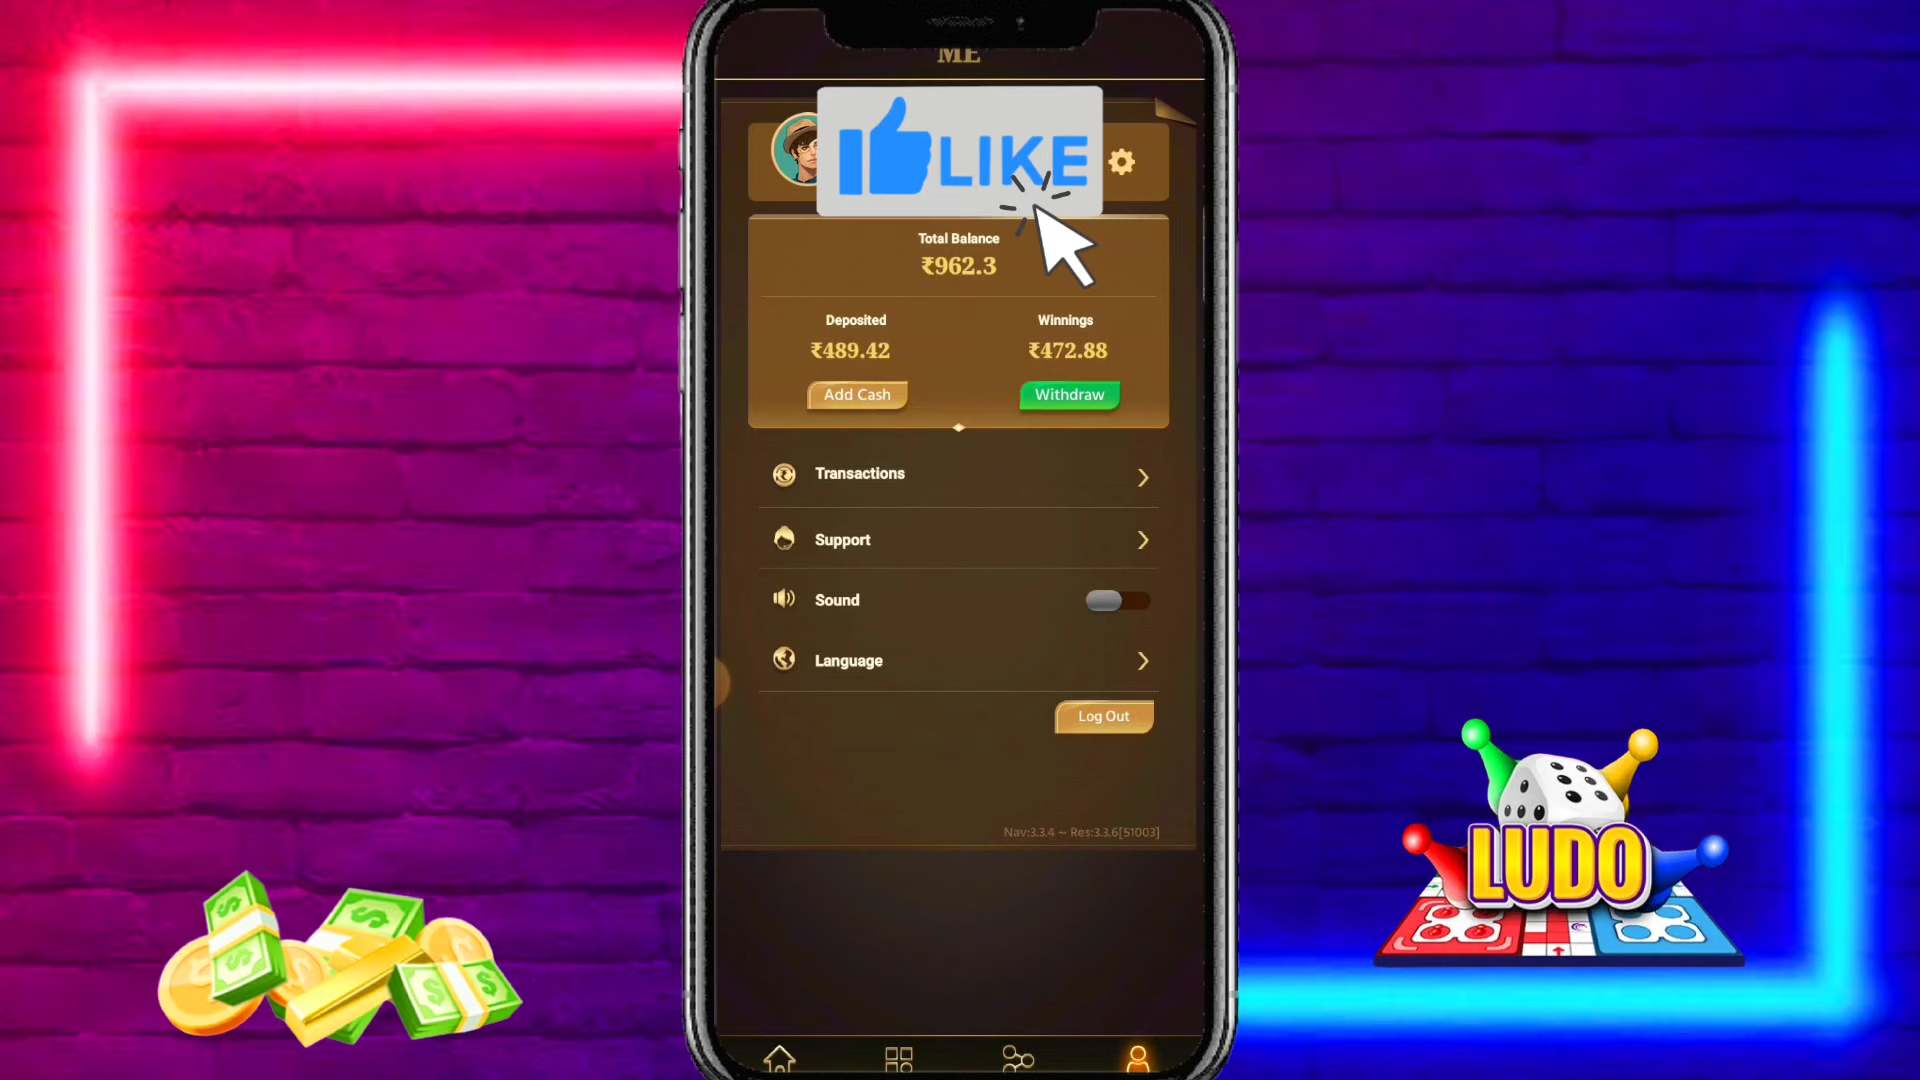 ME
LIKE
Total Balance
₹962.3
Deposited
Winnings
₹489.42
₹472.88
Add Cash
Withdraw
Transactions
Support
Sound
Language
Log Out
Nav:3.3.4 ~ Res:3.3.6[51003]
LUDO